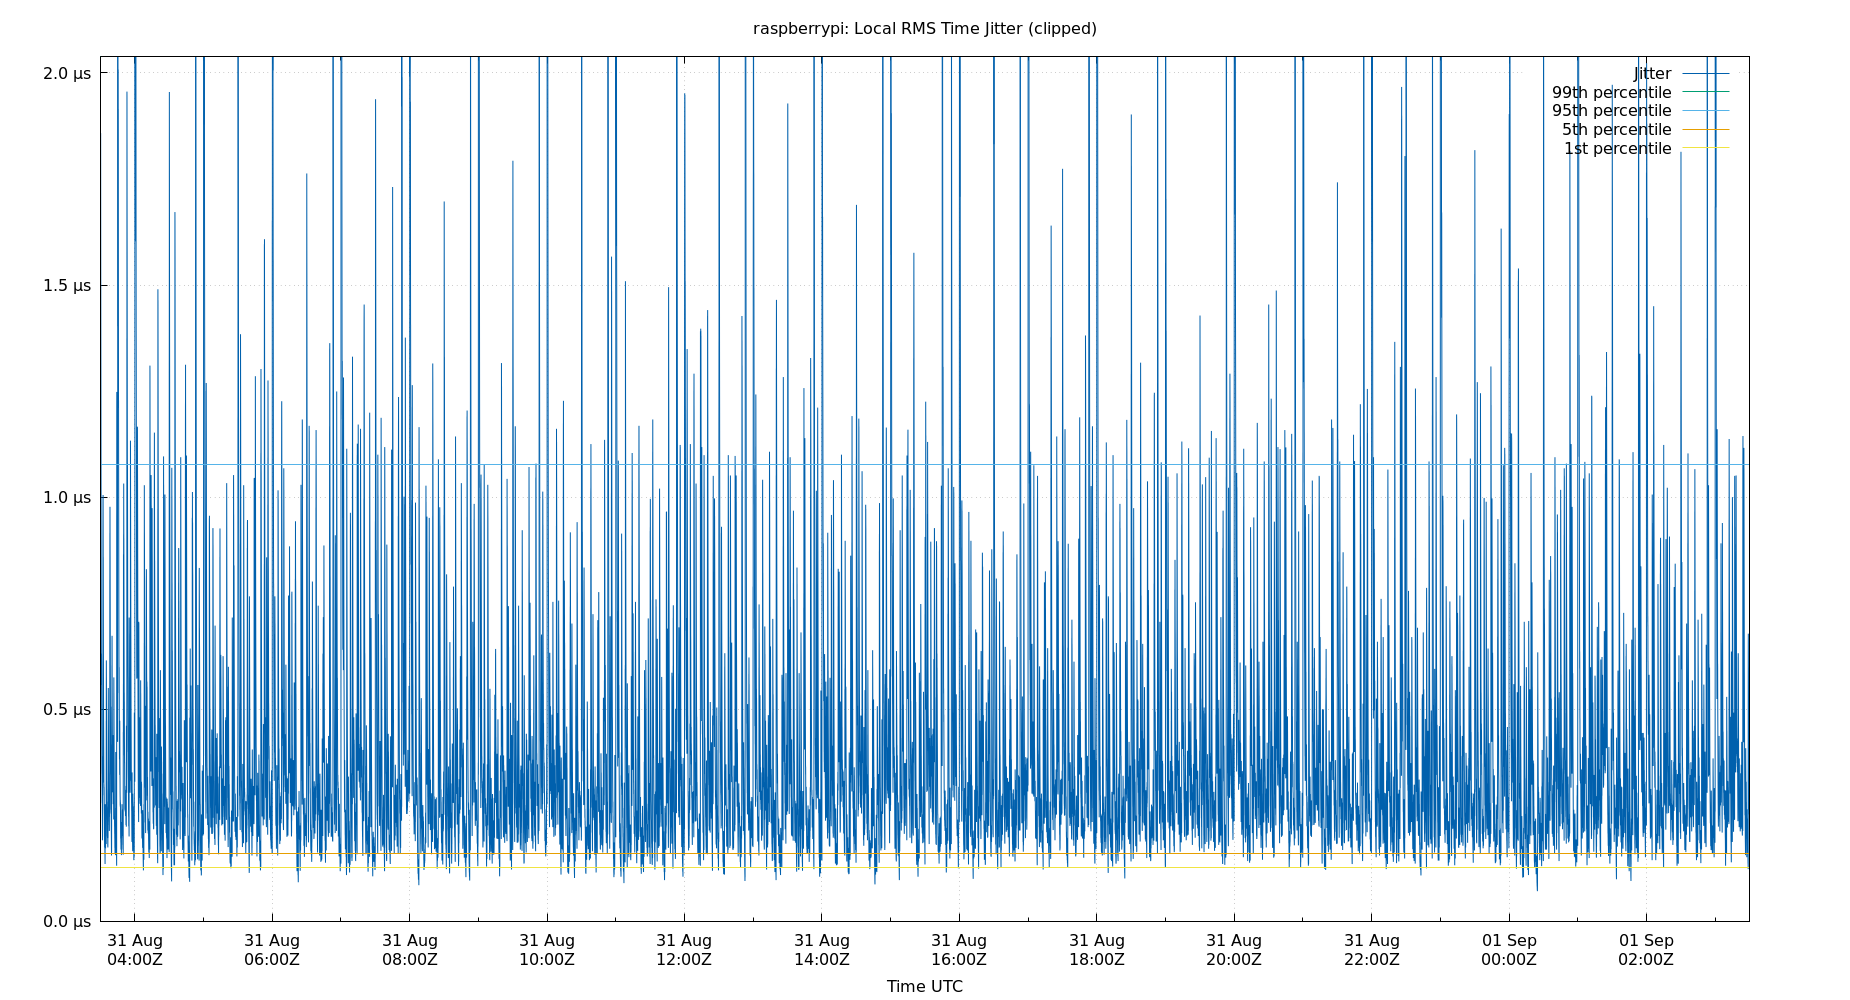 raspberrypi: Local RMS Time Jitter (clipped)
2.0 µs
1.5 µs
1.0 µs
0.5 µs
0.0 µs
Jitter
99th percentile
95th percentile
5th percentile
1st percentile
31 Aug 31 Aug 31 Aug 31 Aug 31 Aug 31 Aug 31 Aug 31 Aug 31 Aug 31 Aug 01 Sep 01 Sep
04:00Z 06:00Z 08:00Z 10:00Z 12:00Z 14:00Z 16:00Z 18:00Z 20:00Z 22:00Z 00:00Z 02:00Z
Time UTC